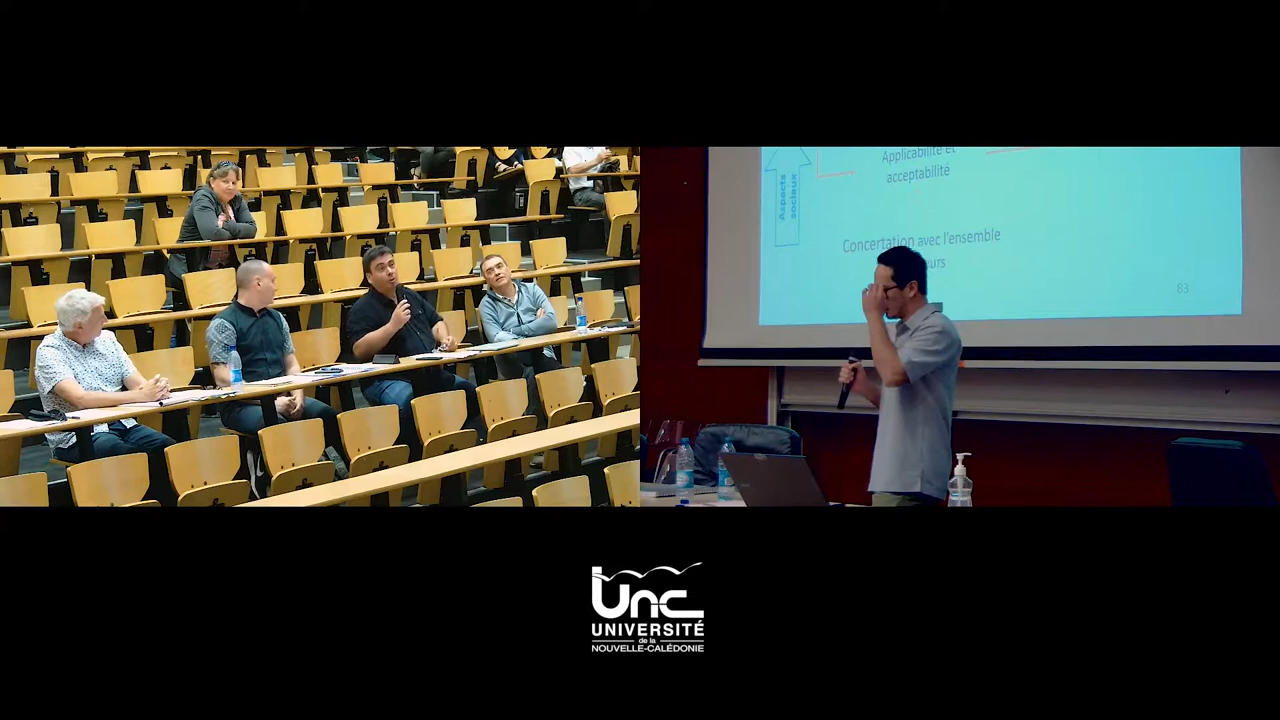 Applicabilité et
acceptabilité
Aspects
sociaux
Concertation avec l'ensemble
83
Unc
UNIVERSITÉ
de la
NOUVELLE-CALÉDONIE